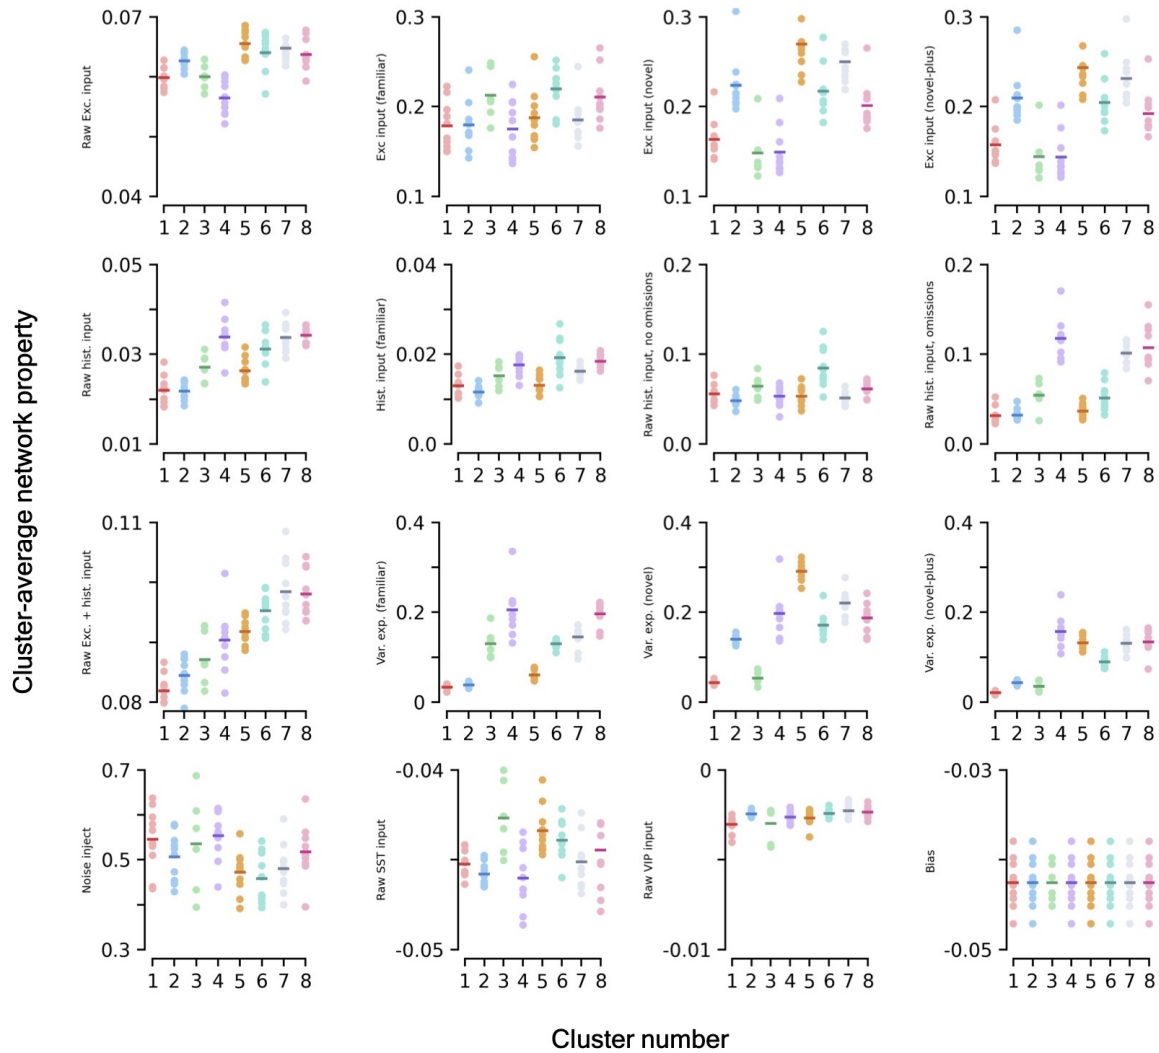 Cluster-average network property
Raw Exc. input
0.07
0.04
1 2 3 4 5 6 7 8
Exc input (familiar)
0.3
0.2
0.1
1 2 3 4 5 6 7 8
Exc input (novel)
0.3
0.2
0.1
1 2 3 4 5 6 7 8
Exc input (novel-plus)
0.3
0.2
0.1
1 2 3 4 5 6 7 8
Raw hist. input
0.05
0.03
0.01
1 2 3 4 5 6 7 8
Hist. input (familiar)
0.04
0.02
0.0
1 2 3 4 5 6 7 8
Raw hist. input, no omissions
0.2
0.1
0.0
1 2 3 4 5 6 7 8
Raw hist. input, omissions
0.2
0.1
0.0
1 2 3 4 5 6 7 8
Raw Exc. + hist. input
0.11
0.08
1 2 3 4 5 6 7 8
Var. exp. (familiar)
0.4
0.2
0
1 2 3 4 5 6 7 8
Var. exp. (novel)
0.4
0.2
0
1 2 3 4 5 6 7 8
Var. exp. (novel-plus)
0.4
0.2
0
1 2 3 4 5 6 7 8
Noise inject
0.7
0.5
0.3
1 2 3 4 5 6 7 8
Raw SST input
-0.04
-0.05
1 2 3 4 5 6 7 8
Raw VIP input
0
-0.01
1 2 3 4 5 6 7 8
Bias
-0.03
-0.05
1 2 3 4 5 6 7 8
Cluster number